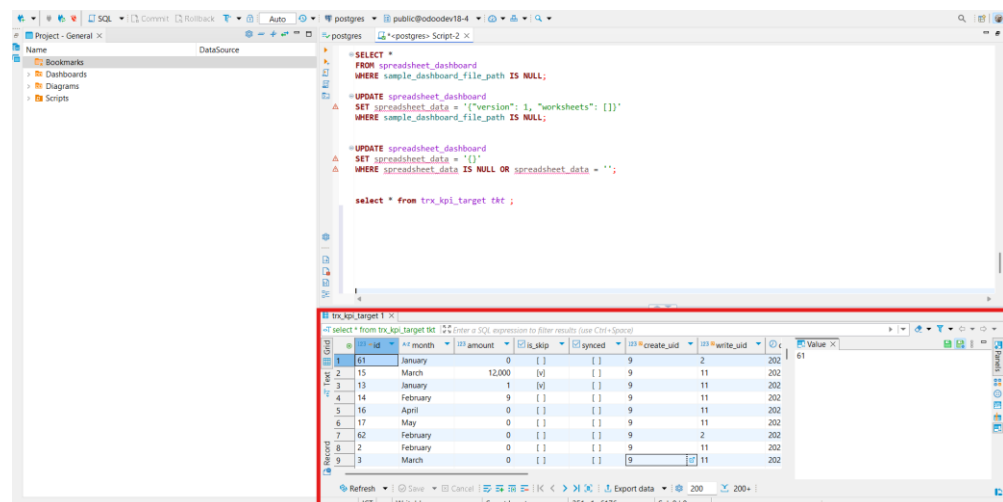 SQL Commit Rollback T Auto postgres public@odoodev18-4
Project - General
Name DataSource
Bookmarks
Dashboards
Diagrams
Scripts
postgres *<postgres> Script-2
SELECT *
FROM spreadsheet_dashboard
WHERE sample_dashboard_file_path IS NULL;
UPDATE spreadsheet_dashboard
SET spreadsheet_data = '{"version": 1, "worksheets": []}'
WHERE sample_dashboard_file_path IS NULL;
UPDATE spreadsheet_dashboard
SET spreadsheet_data = '{}'
WHERE spreadsheet_data IS NULL OR spreadsheet_data = '';
select * from trx_kpi_target tkt ;
trx_kpi_target 1
select * from trx_kpi_target tkt Enter a SQL expression to filter results (use Ctrl+Space)
Grid
Text
Record
123 id A-Z month 123 amount is_skip synced 123 create_uid 123 write_uid
1 61 January 0 [ ] [ ] 9 2 202
2 15 March 12,000 [v] [ ] 9 11 202
3 13 January 1 [v] [ ] 9 11 202
4 14 February 9 [ ] [ ] 9 11 202
5 16 April 0 [ ] [ ] 9 11 202
6 17 May 0 [ ] [ ] 9 11 202
7 62 February 0 [ ] [ ] 9 2 202
8 2 February 0 [ ] [ ] 9 11 202
9 3 March 0 [ ] [ ] 9 11 202
Value
61
Panels
Refresh Save Cancel Export data 200 200+